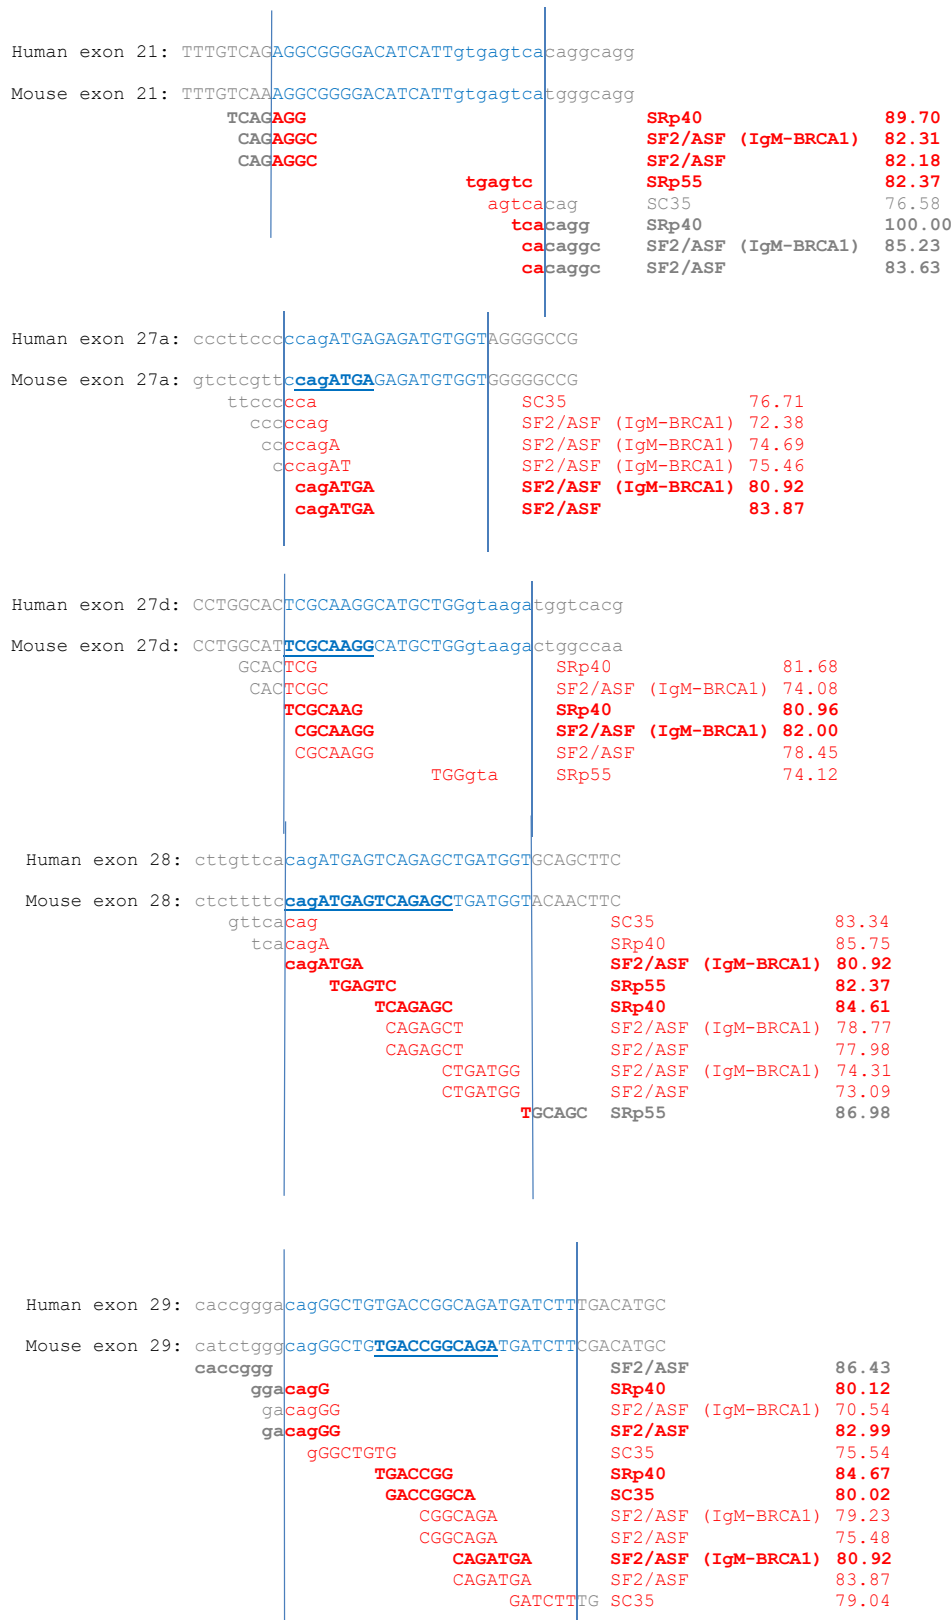 Human exon 21: TTTGTCAGAGGCGGGGACATCATTgtgagtcacaggcagg
Mouse exon 21: TTTGTCAAAGGCGGGGACATCATTgtgagtcatgggcagg
TCAGAGG SRp40 89.70
CAGAGGC SF2/ASF (IgM-BRCA1) 82.31
CAGAGGC SF2/ASF 82.18
tgagtc SRp55 82.37
agtcacag SC35 76.58
tcacagg SRp40 100.00
cacaggc SF2/ASF (IgM-BRCA1) 85.23
cacaggc SF2/ASF 83.63
Human exon 27a: cccttccccccagATGAGAGATGTGGTAGGGGCCG
Mouse exon 27a: gtctcgttccagATGAGAGATGTGGTGGGGGCCG
ttccccca SC35 76.71
cccccag SF2/ASF (IgM-BRCA1) 72.38
ccccagA SF2/ASF (IgM-BRCA1) 74.69
cccagAT SF2/ASF (IgM-BRCA1) 75.46
cagATGA SF2/ASF (IgM-BRCA1) 80.92
cagATGA SF2/ASF 83.87
Human exon 27d: CCTGGCACTCGCAAGGCATGCTGGgtaagatggtcacg
Mouse exon 27d: CCTGGCATTCGCAAGGCATGCTGGgtaagactggccaa
GCACTCG SRp40 81.68
CACTCGC SF2/ASF (IgM-BRCA1) 74.08
TCGCAAG SRp40 80.96
CGCAAGG SF2/ASF (IgM-BRCA1) 82.00
CGCAAGG SF2/ASF 78.45
TGGgta SRp55 74.12
Human exon 28: cttgttcacagATGAGTCAGAGCTGATGGTGCAGCTTC
Mouse exon 28: ctcttttccagATGAGTCAGAGCTGATGGTACAACTTC
gttcacag SC35 83.34
tcacagA SRp40 85.75
cagATGA SF2/ASF (IgM-BRCA1) 80.92
TGAGTC SRp55 82.37
TCAGAGC SRp40 84.61
CAGAGCT SF2/ASF (IgM-BRCA1) 78.77
CAGAGCT SF2/ASF 77.98
CTGATGG SF2/ASF (IgM-BRCA1) 74.31
CTGATGG SF2/ASF 73.09
TGCAGC SRp55 86.98
Human exon 29: caccgggacagGGCTGTGACCGGCAGATGATCTTTGACATGC
Mouse exon 29: catctgggcagGGCTGTGACCGGCAGATGATCTTCGACATGC
caccggg SF2/ASF 86.43
ggacagG SRp40 80.12
gacagGG SF2/ASF (IgM-BRCA1) 70.54
gacagGG SF2/ASF 82.99
gGGCTGTG SC35 75.54
TGACCGG SRp40 84.67
GACCGGCA SC35 80.02
CGGCAGA SF2/ASF (IgM-BRCA1) 79.23
CGGCAGA SF2/ASF 75.48
CAGATGA SF2/ASF (IgM-BRCA1) 80.92
CAGATGA SF2/ASF 83.87
GATCTTTG SC35 79.04